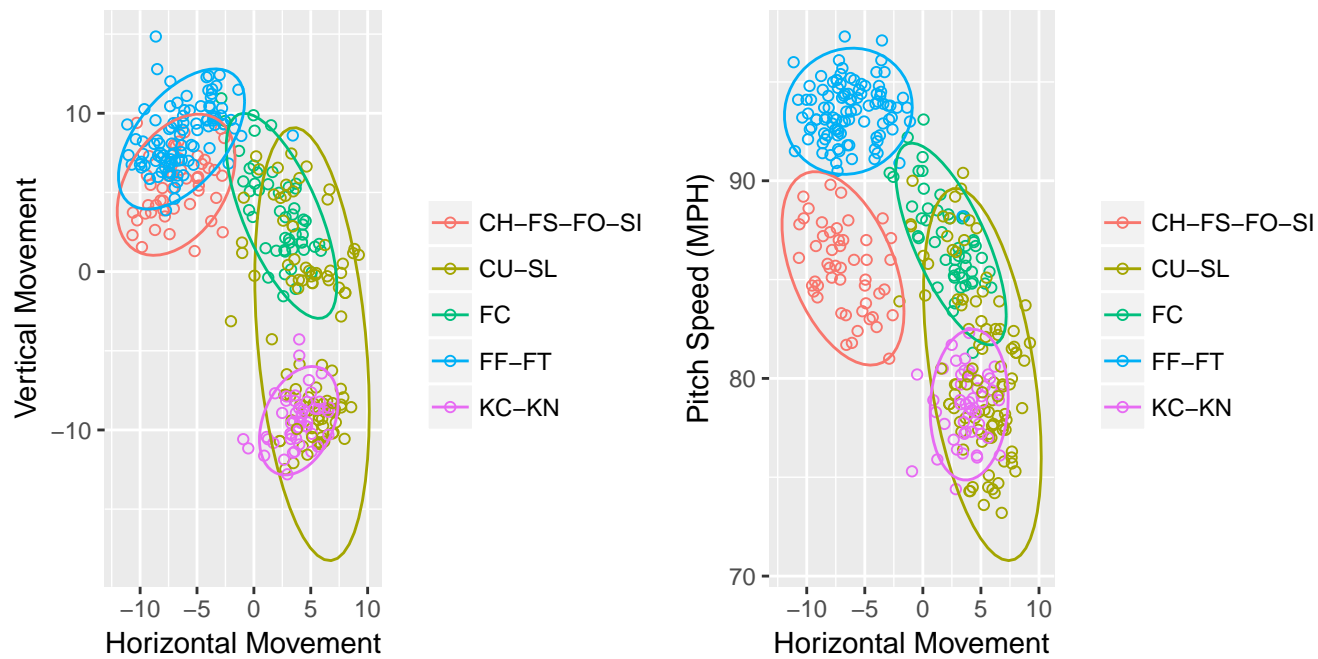 Vertical Movement
10
0
−10
−10
−5
0
5
10
Horizontal Movement
CH−FS−FO−SI
CU−SL
FC
FF−FT
KC−KN
Pitch Speed (MPH)
90
80
70
−10
−5
0
5
10
Horizontal Movement
CH−FS−FO−SI
CU−SL
FC
FF−FT
KC−KN